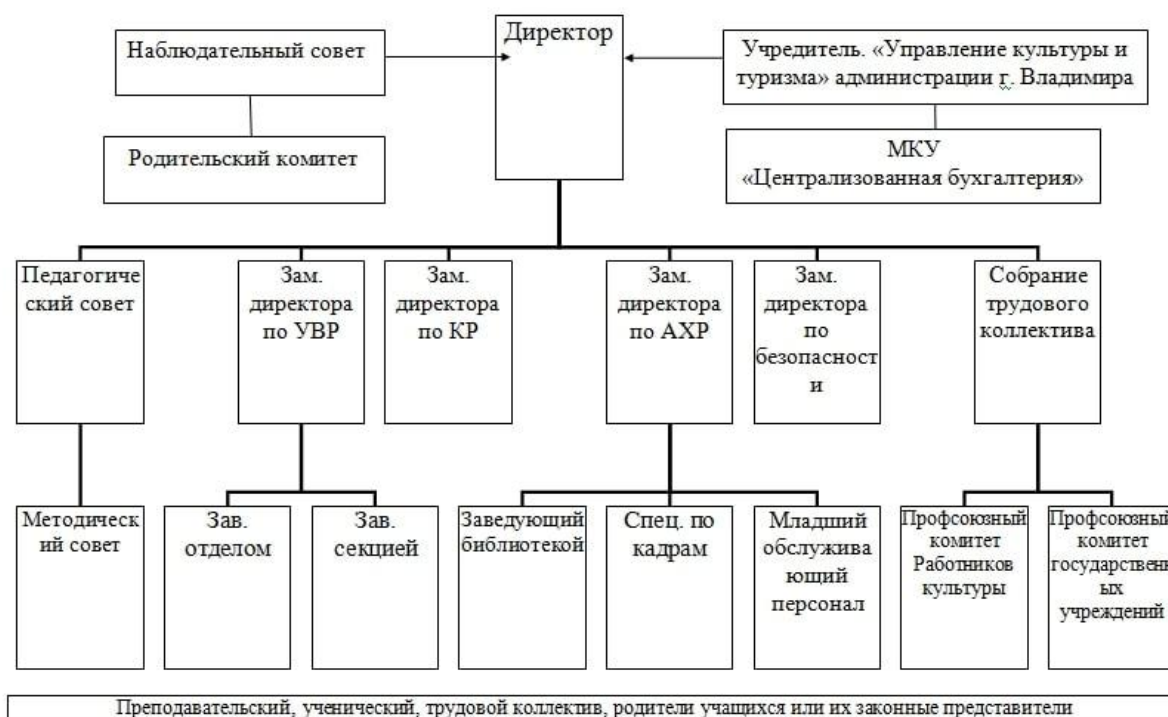 Директор
Наблюдательный совет
Учредитель. «Управление культуры и
туризма» администрации г. Владимира
Родительский комитет
МКУ
«Централизованная бухгалтерия»
Педагогиче
ский совет
Зам.
директора
по УВР
Зам.
директора
по КР
Зам.
директора
по АХР
Зам.
директора
по
безопасност
и
Собрание
трудового
коллектива
Методическ
ий совет
Зав.
отделом
Зав.
секцией
Заведующий
библиотекой
Спец. по
кадрам
Младший
обслужива
ющий
персонал
Профсоюзный
комитет
Работников
культуры
Профсоюзный
комитет
государственн
ых
учреждений
Преподавательский, ученический, трудовой коллектив, родители учащихся или их законные представители